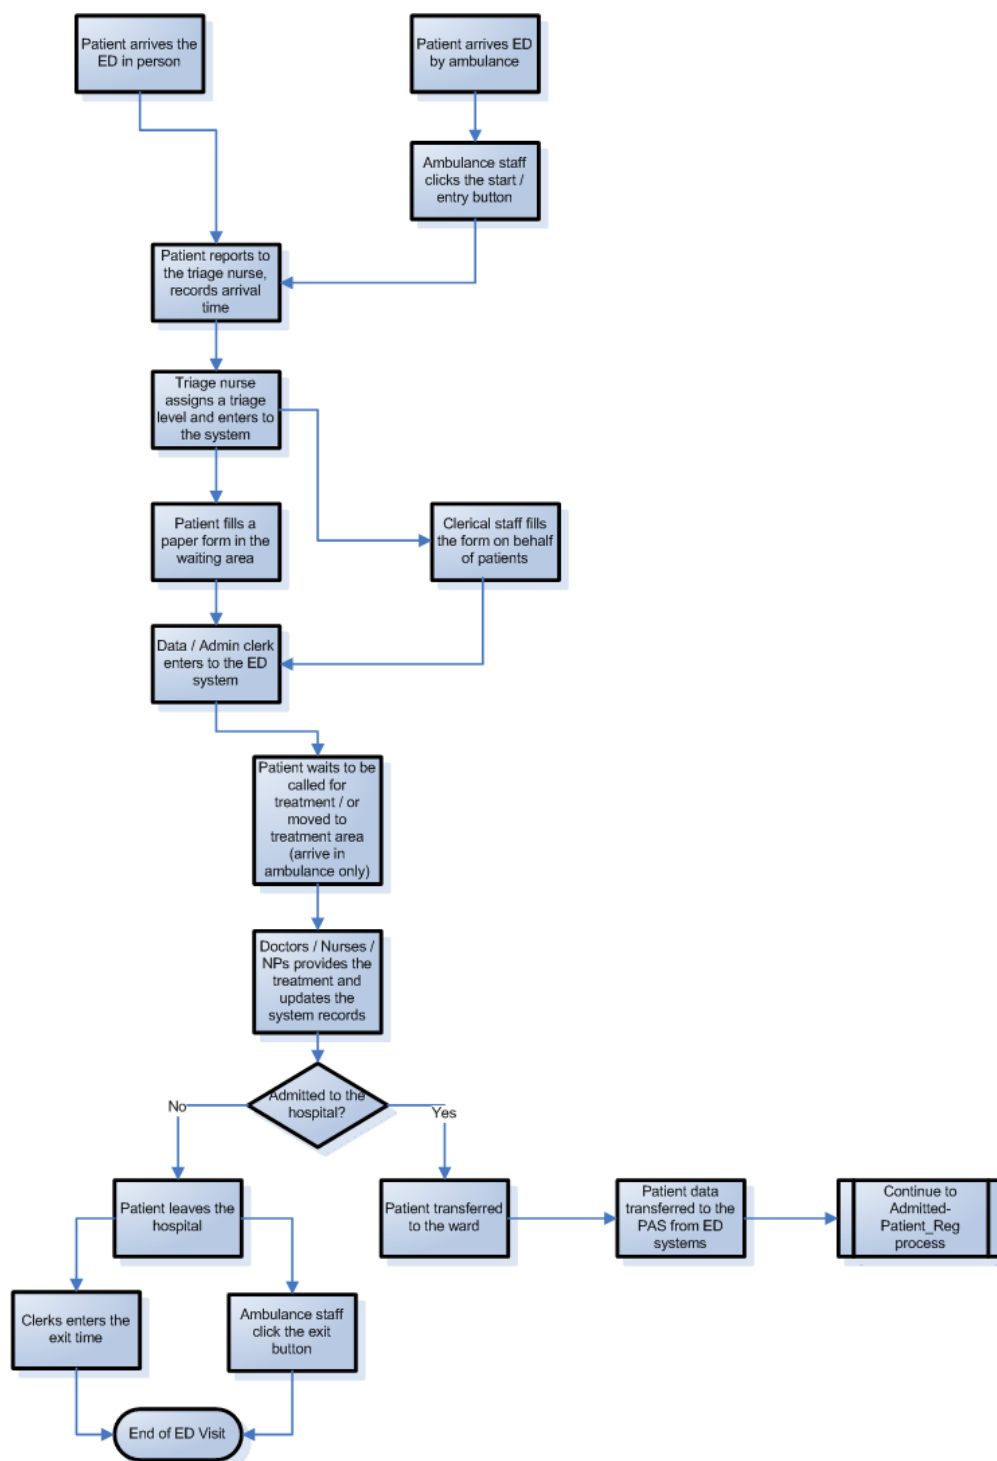 Patient arrives the
ED in person
Patient arrives ED
by ambulance
Ambulance staff
clicks the start /
entry button
Patient reports to
the triage nurse,
records arrival
time
Triage nurse
assigns a triage
level and enters to
the system
Patient fills a
paper form in the
waiting area
Clerical staff fills
the form on behalf
of patients
Data / Admin clerk
enters to the ED
system
Patient waits to be
called for
treatment / or
moved to
treatment area
(arrive in
ambulance only)
Doctors / Nurses /
NPs provides the
treatment and
updates the
system records
Admitted to the
hospital?
No
Yes
Patient leaves the
hospital
Patient transferred
to the ward
Patient data
transferred to the
PAS from ED
systems
Continue to
Admitted-
Patient_Reg
process
Clerks enters the
exit time
Ambulance staff
click the exit
button
End of ED Visit